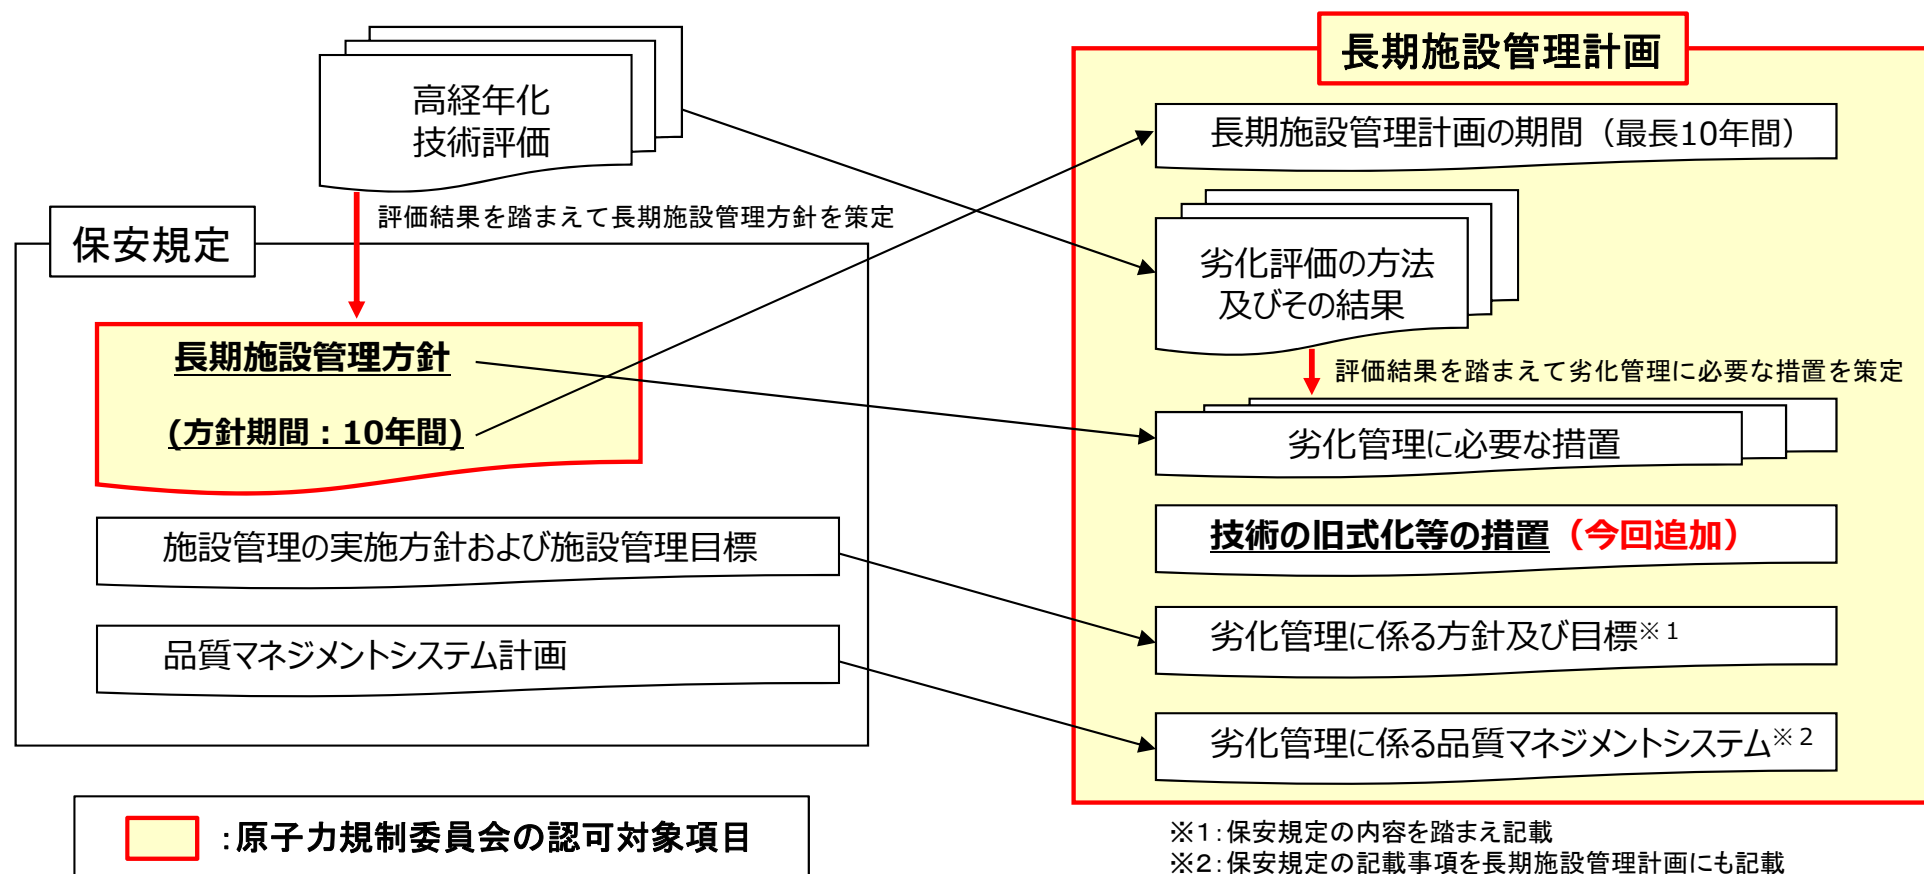 高経年化
技術評価
評価結果を踏まえて長期施設管理方針を策定
保安規定
長期施設管理方針
(方針期間：10年間)
施設管理の実施方針および施設管理目標
品質マネジメントシステム計画
：原子力規制委員会の認可対象項目
長期施設管理計画
長期施設管理計画の期間（最長10年間）
劣化評価の方法
及びその結果
評価結果を踏まえて劣化管理に必要な措置を策定
劣化管理に必要な措置
技術の旧式化等の措置（今回追加）
劣化管理に係る方針及び目標※１
劣化管理に係る品質マネジメントシステム※２
※１：保安規定の内容を踏まえ記載
※２：保安規定の記載事項を長期施設管理計画にも記載